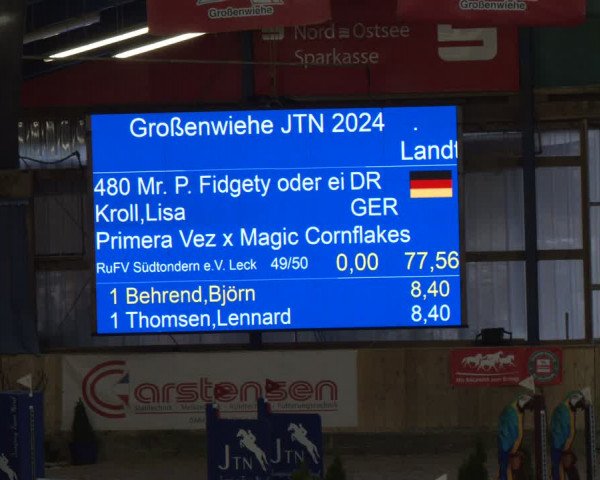 Großenwiehe
Großenwiehe
Nord Ostsee
Sparkasse
Großenwiehe JTN 2024
Landt
480 Mr. P. Fidgety oder ei DR
Kroll,Lisa GER
Primera Vez x Magic Cornflakes
RuFV Südtondern e.V. Leck 49/50 0,00 77,56
1 Behrend,Björn 8,40
1 Thomsen,Lennard 8,40
Carstensen
JTN JTN